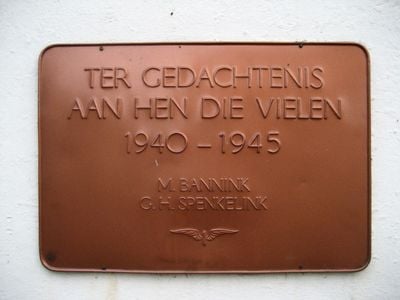 TER GEDACHTENIS
AAN HEN DIE VIELEN
1940 - 1945
M. BANNINK
G. H. SPENKELINK